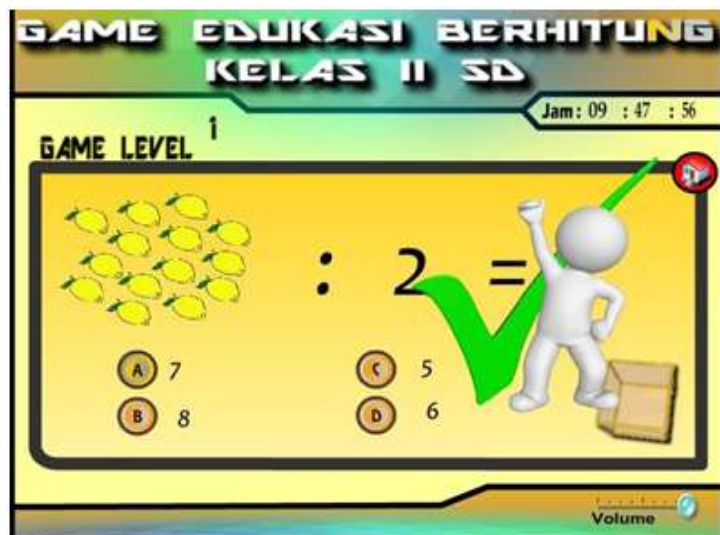 GAME EDUKASI BERHITUNG
KELAS II SD
Jam: 09 : 47 : 56
GAME LEVEL 1
: 2 =
A 7
C 5
B 8
D 6
Volume